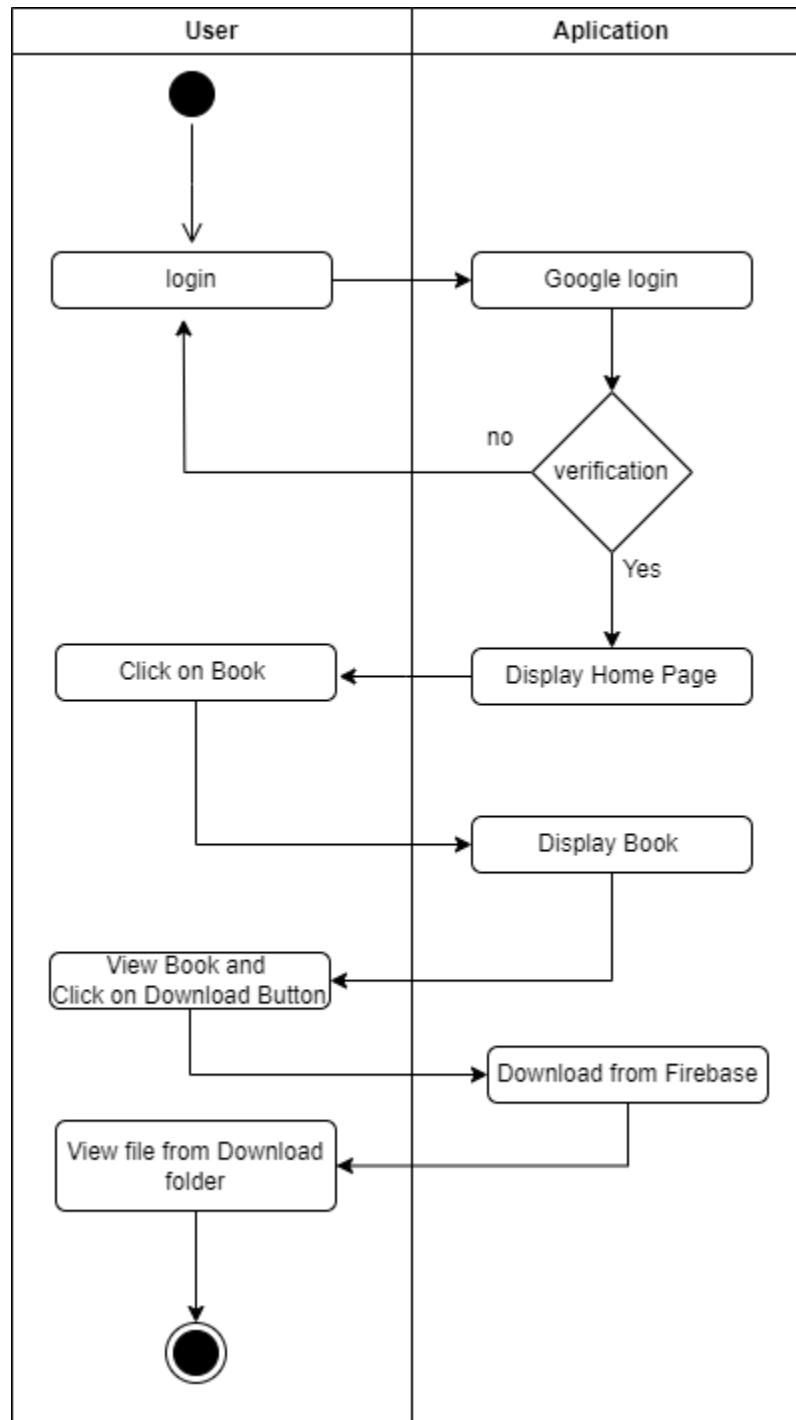 User
Aplication
login
Google login
no
verification
Yes
Click on Book
Display Home Page
Display Book
View Book and
Click on Download Button
Download from Firebase
View file from Download
folder